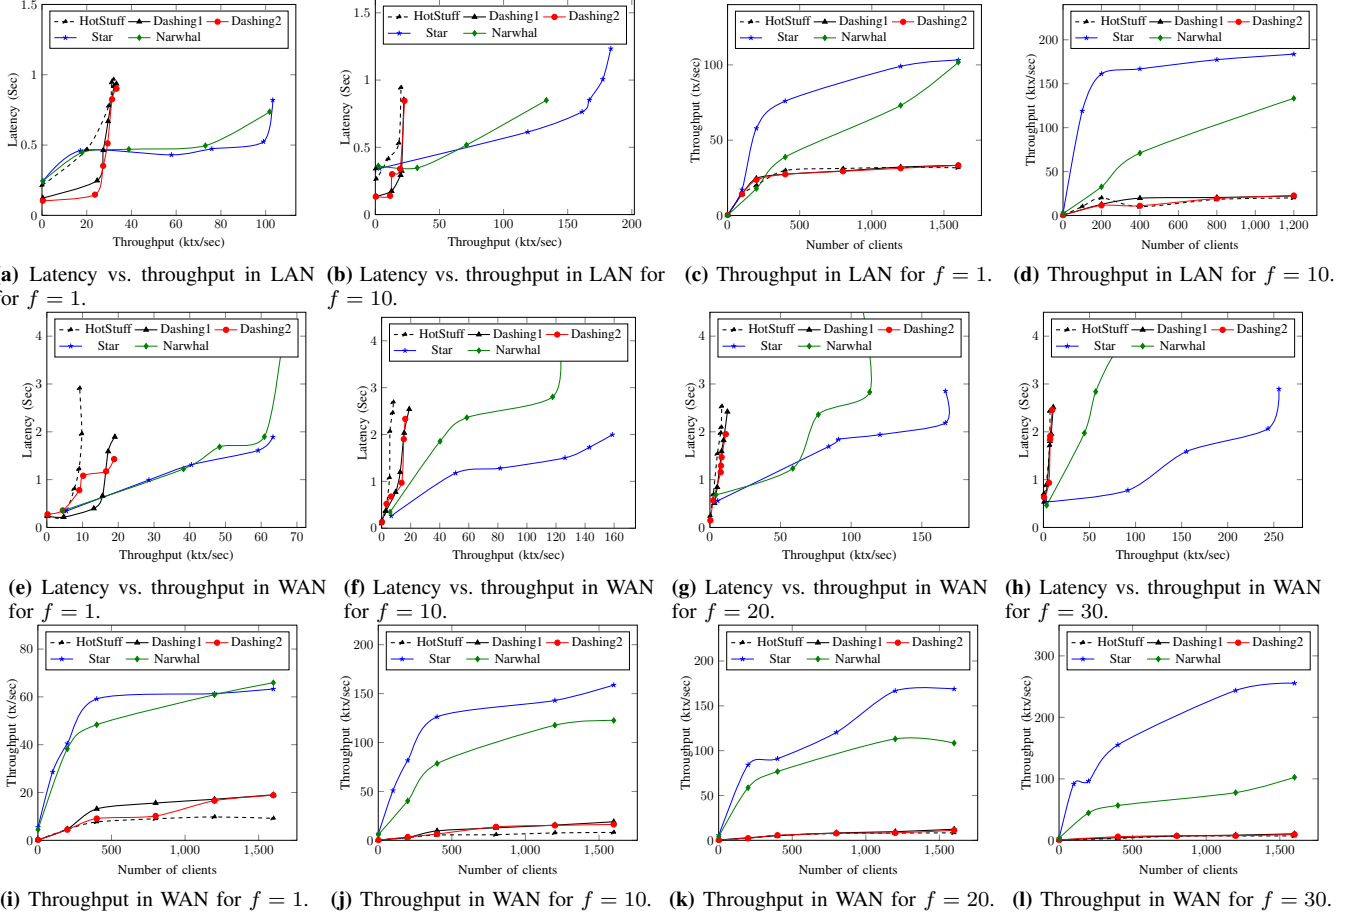 1.5
1
0.5
0
0 20 40 60 80 100
Latency (Sec)
Throughput (ktx/sec)
HotStuff Dashing1 Dashing2
Star Narwhal
(a) Latency vs. throughput in LAN
for f = 1.
1.5
1
0.5
0
0 50 100 150 200
Latency (Sec)
Throughput (ktx/sec)
HotStuff Dashing1 Dashing2
Star Narwhal
(b) Latency vs. throughput in LAN for
f = 10.
100
50
0
0 500 1,000 1,500
Throughput (tx/sec)
Number of clients
HotStuff Dashing1 Dashing2
Star Narwhal
(c) Throughput in LAN for f = 1.
200
150
100
50
0
0 200 400 600 800 1,000 1,200
Throughput (ktx/sec)
Number of clients
HotStuff Dashing1 Dashing2
Star Narwhal
(d) Throughput in LAN for f = 10.
4
3
2
1
0
0 10 20 30 40 50 60 70
Latency (Sec)
Throughput (ktx/sec)
HotStuff Dashing1 Dashing2
Star Narwhal
(e) Latency vs. throughput in WAN
for f = 1.
4
3
2
1
0
0 20 40 60 80 100 120 140 160
Latency (Sec)
Throughput (ktx/sec)
HotStuff Dashing1 Dashing2
Star Narwhal
(f) Latency vs. throughput in WAN
for f = 10.
4
3
2
1
0
0 50 100 150
Latency (Sec)
Throughput (ktx/sec)
HotStuff Dashing1 Dashing2
Star Narwhal
(g) Latency vs. throughput in WAN
for f = 20.
4
3
2
1
0
0 50 100 150 200 250
Latency (Sec)
Throughput (ktx/sec)
HotStuff Dashing1 Dashing2
Star Narwhal
(h) Latency vs. throughput in WAN
for f = 30.
80
60
40
20
0
0 500 1,000 1,500
Throughput (tx/sec)
Number of clients
HotStuff Dashing1 Dashing2
Star Narwhal
(i) Throughput in WAN for f = 1.
200
150
100
50
0
0 500 1,000 1,500
Throughput (ktx/sec)
Number of clients
HotStuff Dashing1 Dashing2
Star Narwhal
(j) Throughput in WAN for f = 10.
200
150
100
50
0
0 500 1,000 1,500
Throughput (ktx/sec)
Number of clients
HotStuff Dashing1 Dashing2
Star Narwhal
(k) Throughput in WAN for f = 20.
300
200
100
0
0 500 1,000 1,500
Throughput (ktx/sec)
Number of clients
HotStuff Dashing1 Dashing2
Star Narwhal
(l) Throughput in WAN for f = 30.